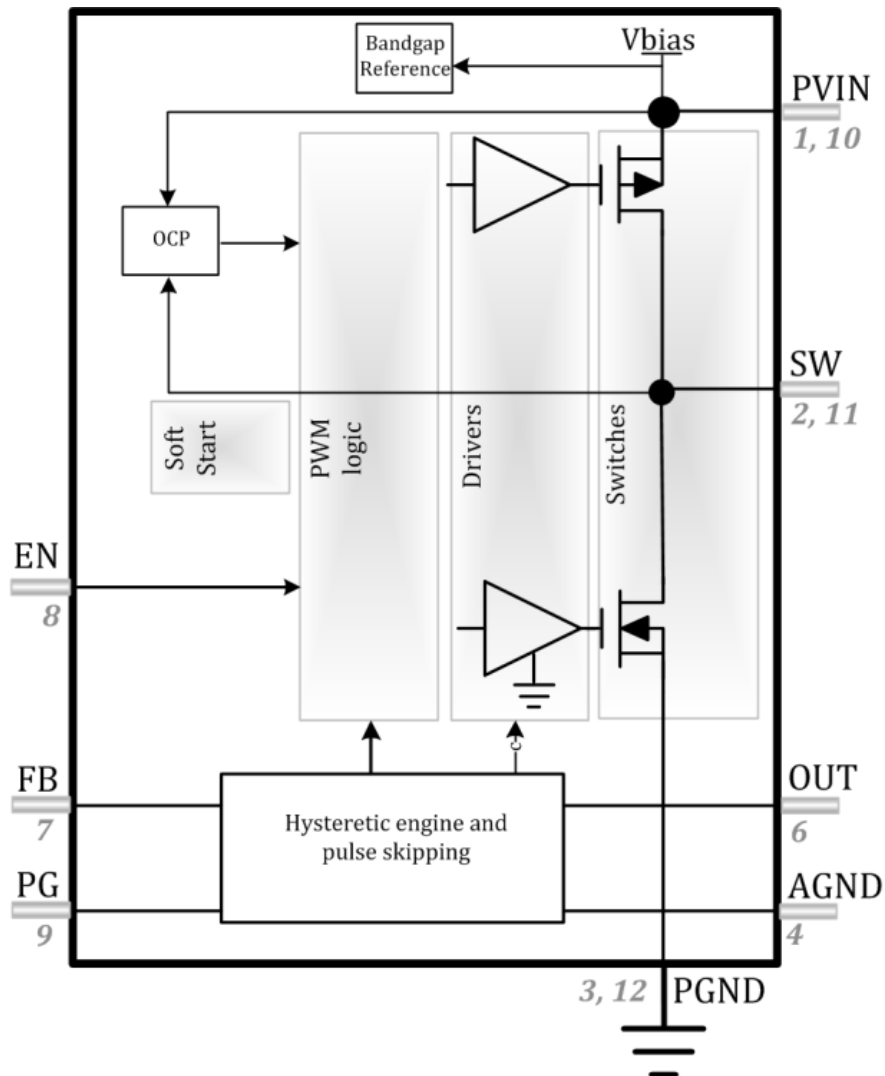 Bandgap
Reference
Vbias
PVIN
1, 10
OCP
SW
2, 11
Soft
Start
PWM
logic
Drivers
Switches
EN
8
c
FB
7
Hysteretic engine and
pulse skipping
OUT
6
PG
9
AGND
4
3, 12
PGND